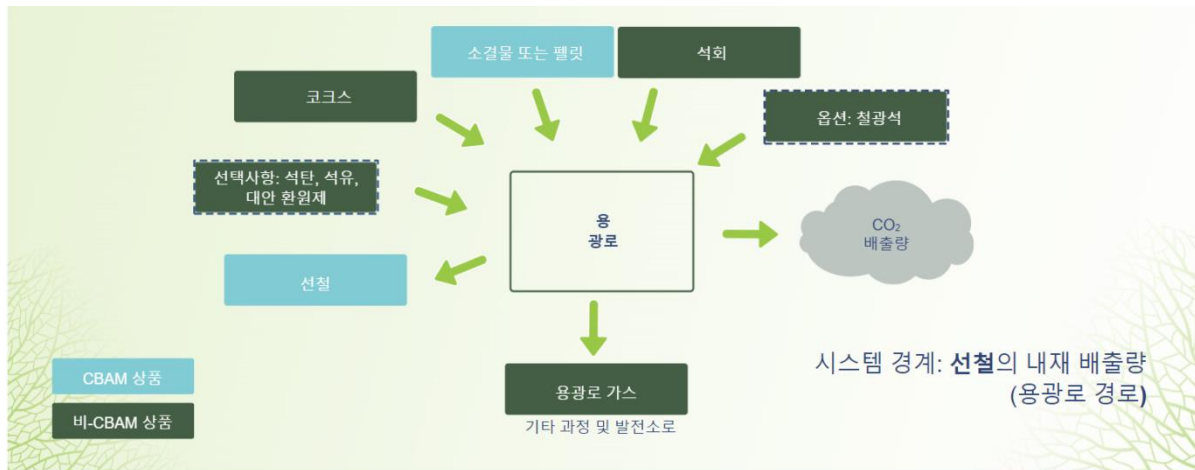 소결물 또는 펠릿
석회
코크스
옵션: 철광석
선택사항: 석탄, 석유,
대안 환원제
용
광로
CO₂
배출량
선철
CBAM 상품
비-CBAM 상품
용광로 가스
기타 과정 및 발전소로
시스템 경계: 선철의 내재 배출량
(용광로 경로)